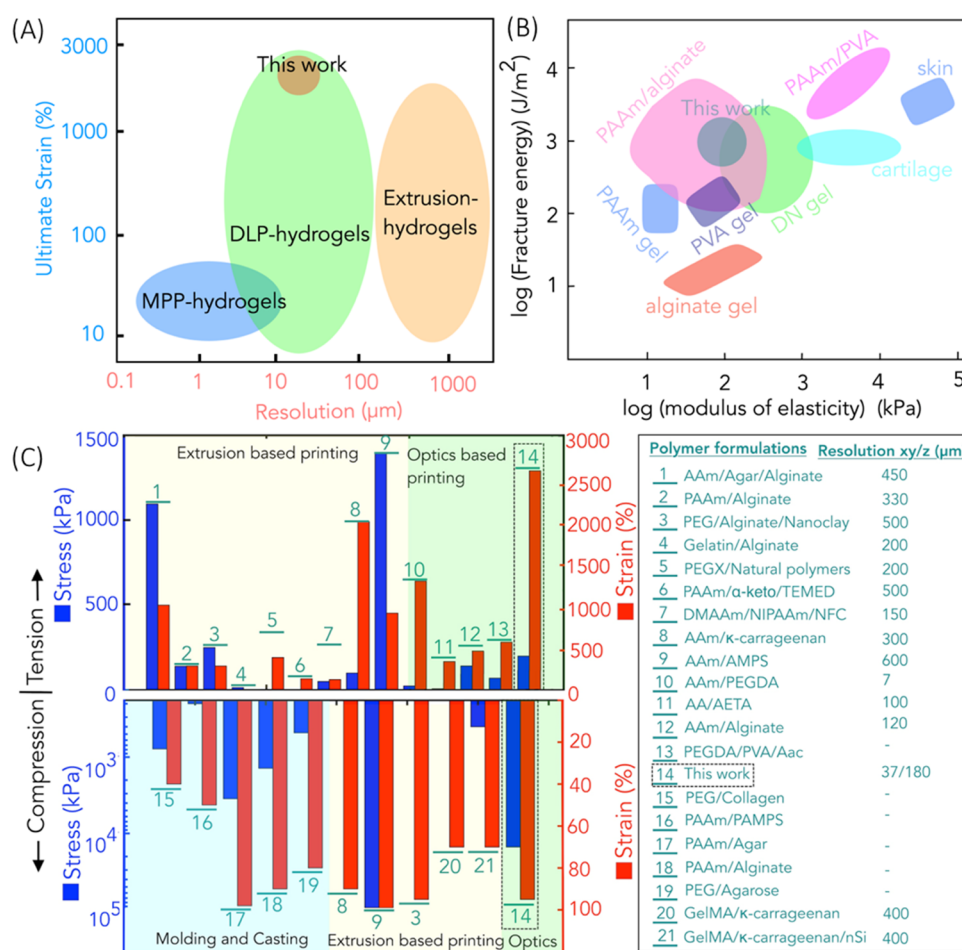 (A)
3000
1000
100
10
Ultimate Strain (%)
This work
DLP-hydrogels
Extrusion-
hydrogels
MPP-hydrogels
0.1
1
10
100
1000
Resolution (µm)
(B)
4
3
2
1
log (Fracture energy) (J/m²)
PAAm/alginate
This work
PAAm/PVA
skin
cartilage
PAAm gel
PVA gel
DN gel
alginate gel
1
2
3
4
5
log (modulus of elasticity) (kPa)
(C)
← Compression | Tension →
Stress (kPa)
1500
1000
500
Extrusion based printing
Optics based
printing
1
2
3
4
5
6
7
8
9
10
11
12
13
14
3000
2500
2000
1500
1000
500
0
Strain (%)
Stress (kPa)
10³
10⁴
10⁵
15
16
17
18
19
8
9
3
20
21
14
20
40
60
80
100
Strain (%)
Molding and Casting
Extrusion based printing
Optics
Polymer formulations Resolution xy/z (µm)
1 AAm/Agar/Alginate 450
2 PAAm/Alginate 330
3 PEG/Alginate/Nanoclay 500
4 Gelatin/Alginate 200
5 PEGX/Natural polymers 200
6 PAAm/α-keto/TEMED 500
7 DMAAm/NIPAAm/NFC 150
8 AAm/κ-carrageenan 300
9 AAm/AMPS 600
10 AAm/PEGDA 7
11 AA/AETA 100
12 AAm/Alginate 120
13 PEGDA/PVA/Aac -
14 This work 37/180
15 PEG/Collagen -
16 PAAm/PAMPS -
17 PAAm/Agar -
18 PAAm/Alginate -
19 PEG/Agarose -
20 GelMA/κ-carrageenan 400
21 GelMA/κ-carrageenan/nSi 400